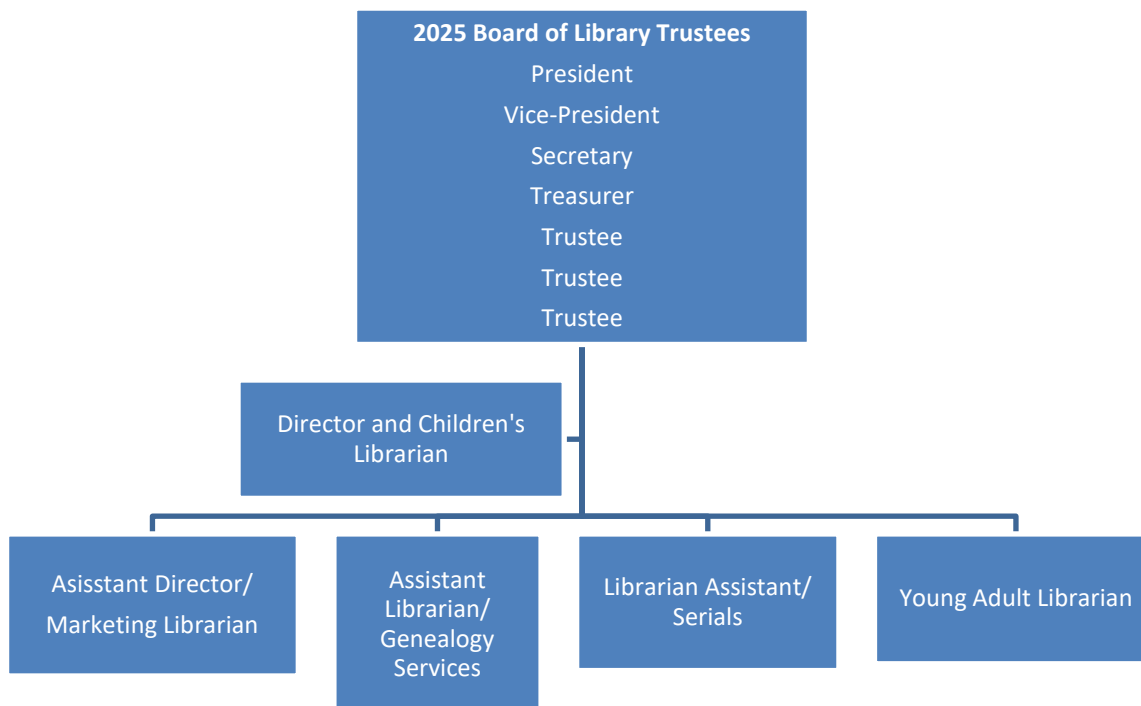 2025 Board of Library Trustees
President
Vice-President
Secretary
Treasurer
Trustee
Trustee
Trustee
Director and Children's
Librarian
Asisstant Director/
Marketing Librarian
Assistant
Librarian/
Genealogy
Services
Librarian Assistant/
Serials
Young Adult Librarian